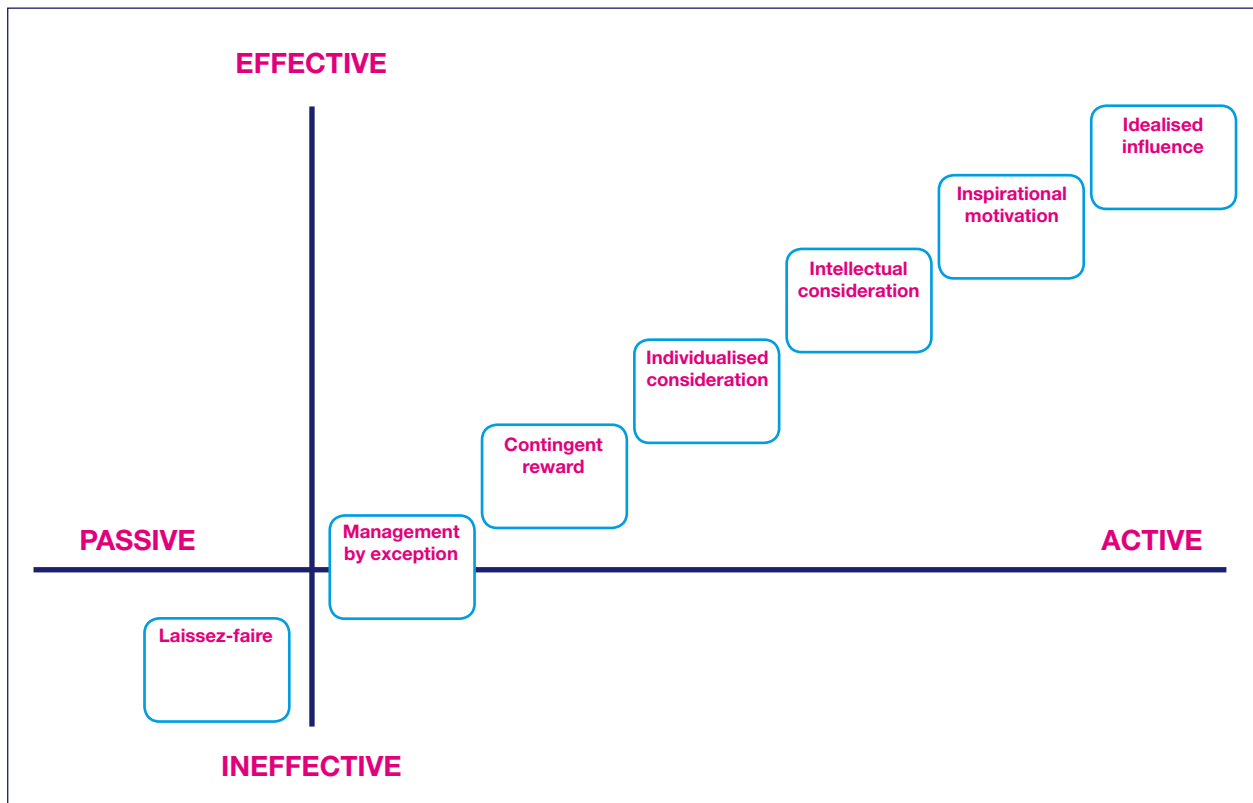 EFFECTIVE
Idealised
influence
Inspirational
motivation
Intellectual
consideration
Individualised
consideration
Contingent
reward
Management
by exception
PASSIVE
ACTIVE
Laissez-faire
INEFFECTIVE